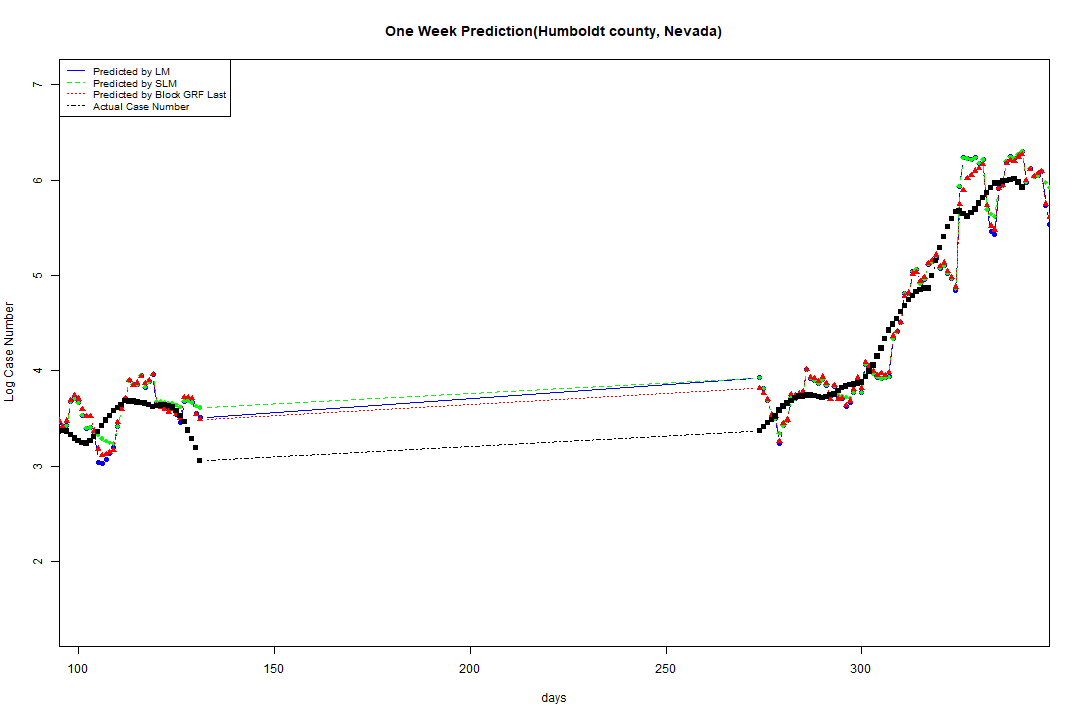 One Week Prediction(Humboldt county, Nevada)
Predicted by LM
Predicted by SLM
Predicted by Block GRF Last
Actual Case Number
7
6
5
4
3
2
Log Case Number
100 150 200 250 300
days